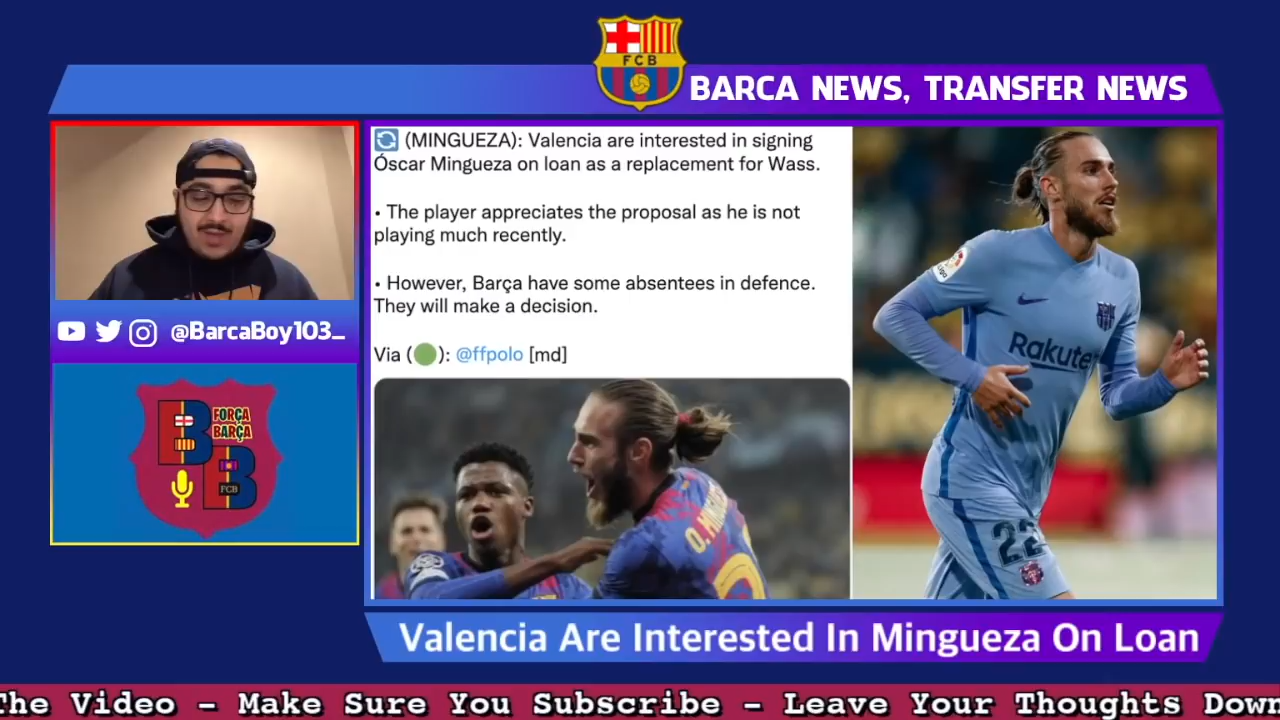 FCB
BARCA NEWS, TRANSFER NEWS
(MINGUEZA): Valencia are interested in signing
Óscar Mingueza on loan as a replacement for Wass.
• The player appreciates the proposal as he is not
playing much recently.
• However, Barça have some absentees in defence.
They will make a decision.
Via (🟢): @ffpolo [md]
@BarcaBoy103_
FORÇA
BARÇA
B
B
FCB
Rakute
22
Valencia Are Interested In Mingueza On Loan
The Video - Make Sure You Subscribe - Leave Your Thoughts Down